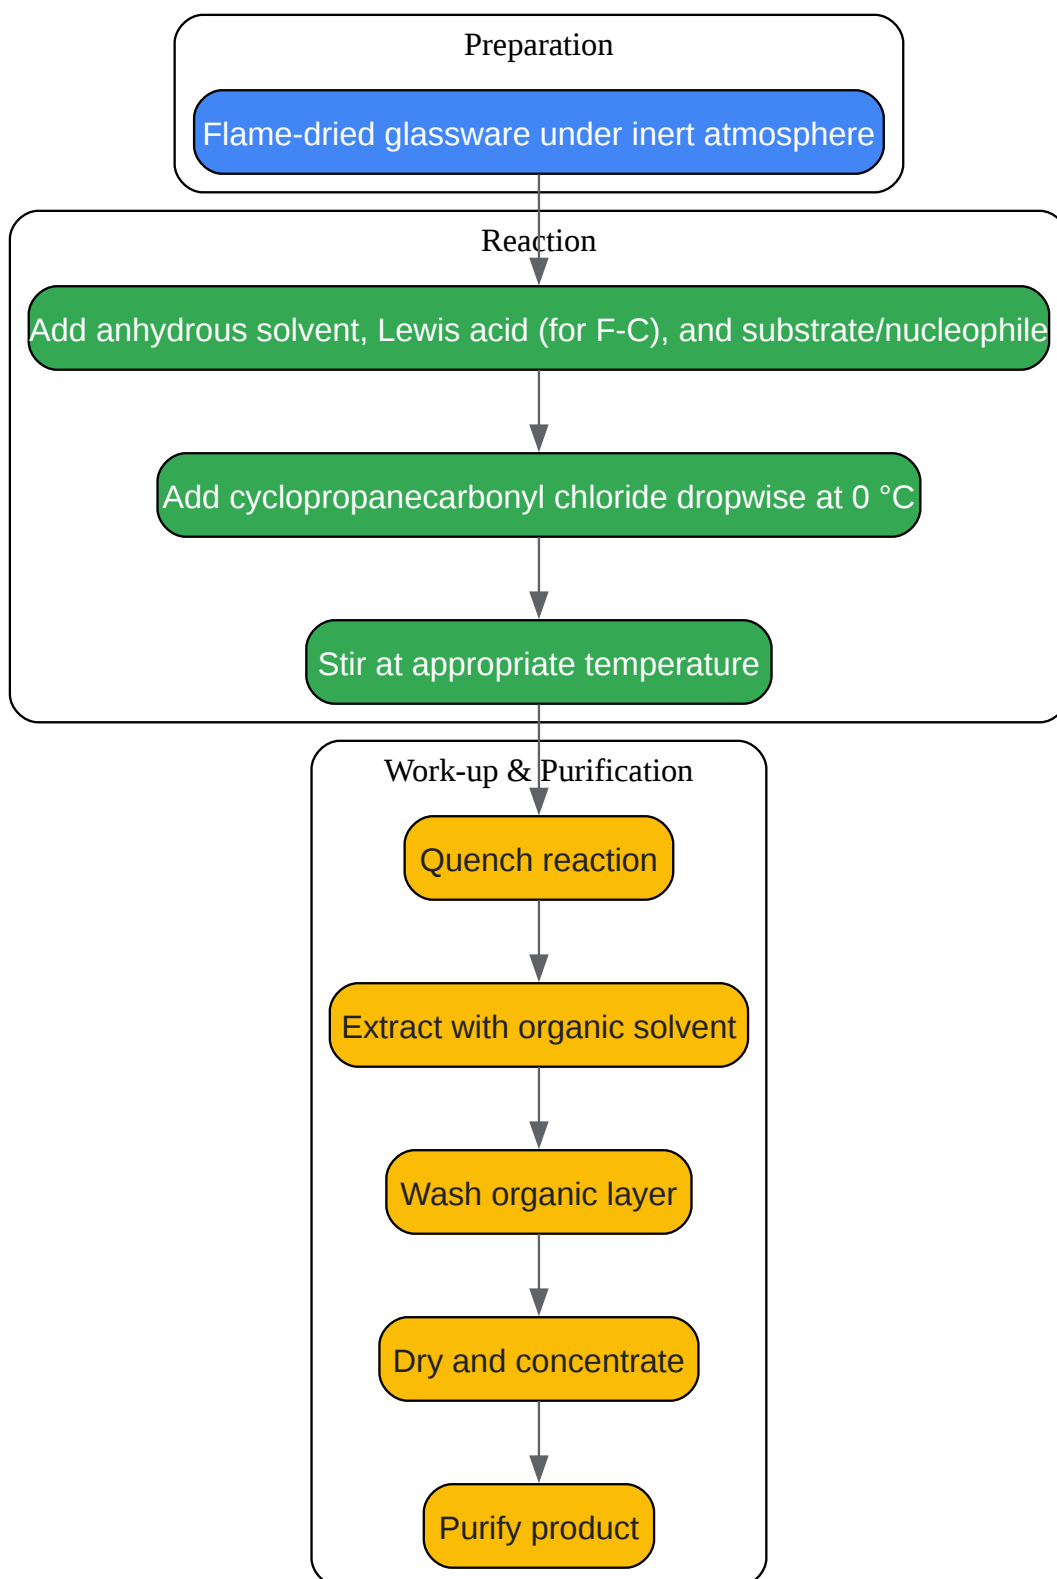 Preparation
Flame-dried glassware under inert atmosphere
Reaction
Add anhydrous solvent, Lewis acid (for F-C), and substrate/nucleophile
Add cyclopropanecarbonyl chloride dropwise at 0 °C
Stir at appropriate temperature
Work-up & Purification
Quench reaction
Extract with organic solvent
Wash organic layer
Dry and concentrate
Purify product